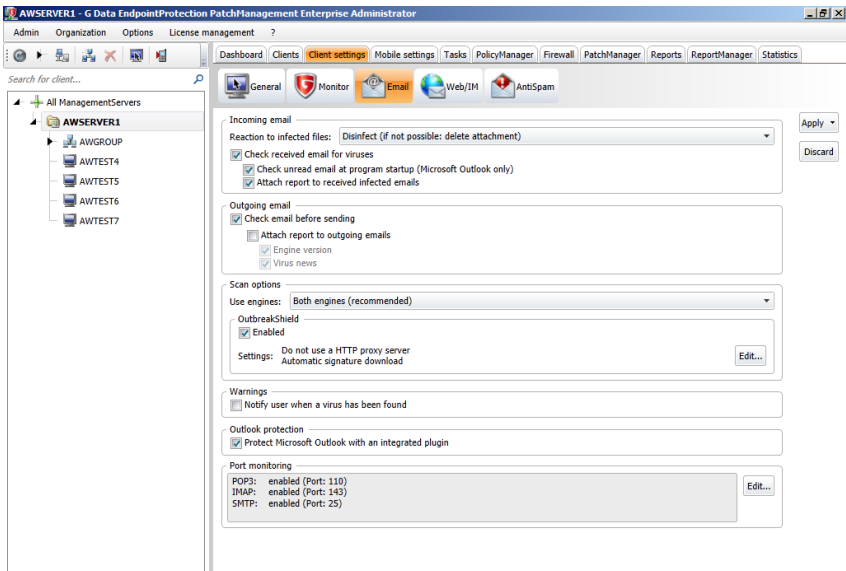 AWSERVER1 - G Data EndpointProtection PatchManagement Enterprise Administrator
Admin Organization Options License management ?
Dashboard Clients Client settings Mobile settings Tasks PolicyManager Firewall PatchManager Reports ReportManager Statistics
Search for client...
General Monitor Email Web/IM AntiSpam
All ManagementServers
AWSERVER1
AWGROUP
AWTEST4
AWTEST5
AWTEST6
AWTEST7
Incoming email
Reaction to infected files: Disinfect (if not possible: delete attachment)
Check received email for viruses
Check unread email at program startup (Microsoft Outlook only)
Attach report to received infected emails
Apply
Discard
Outgoing email
Check email before sending
Attach report to outgoing emails
Engine version
Virus news
Scan options
Use engines: Both engines (recommended)
OutbreakShield
Enabled
Settings: Do not use a HTTP proxy server
Automatic signature download
Edit...
Warnings
Notify user when a virus has been found
Outlook protection
Protect Microsoft Outlook with an integrated plugin
Port monitoring
POP3: enabled (Port: 110)
IMAP: enabled (Port: 143)
SMTP: enabled (Port: 25)
Edit...